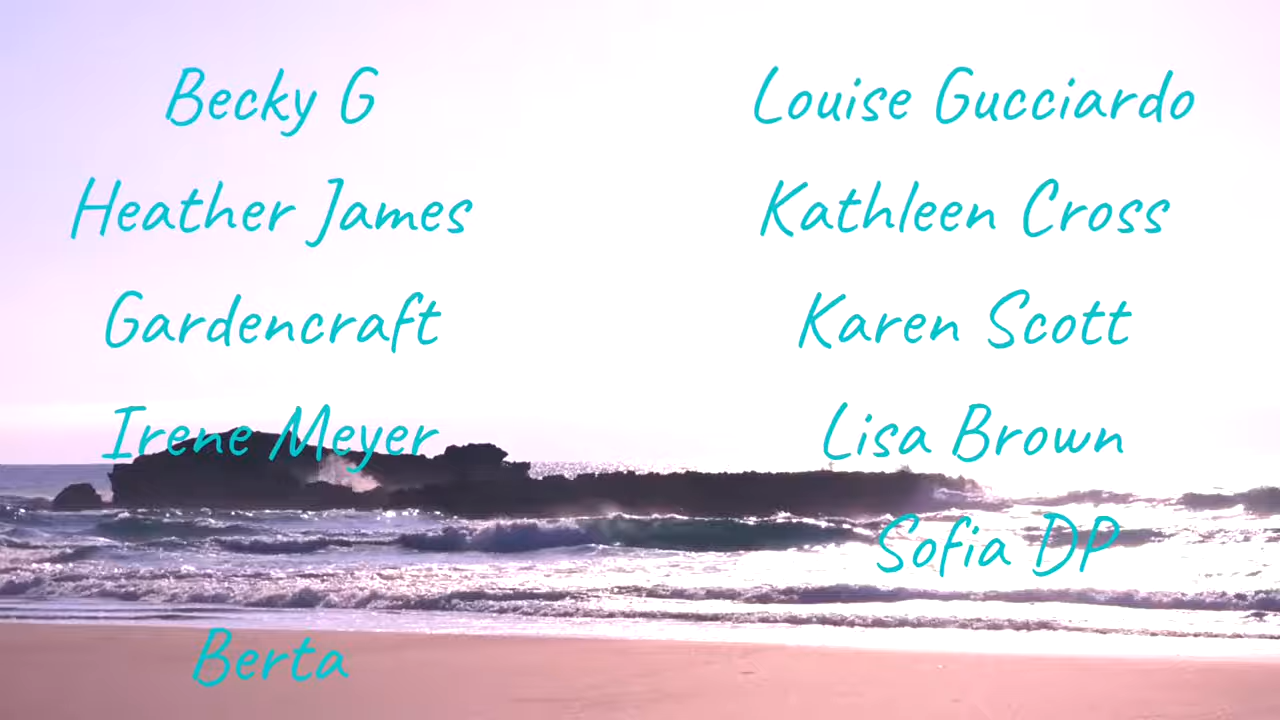 Becky G
Heather James
Gardencraft
Irene Meyer
Berta
Louise Gucciardo
Kathleen Cross
Karen Scott
Lisa Brown
Sofia DP